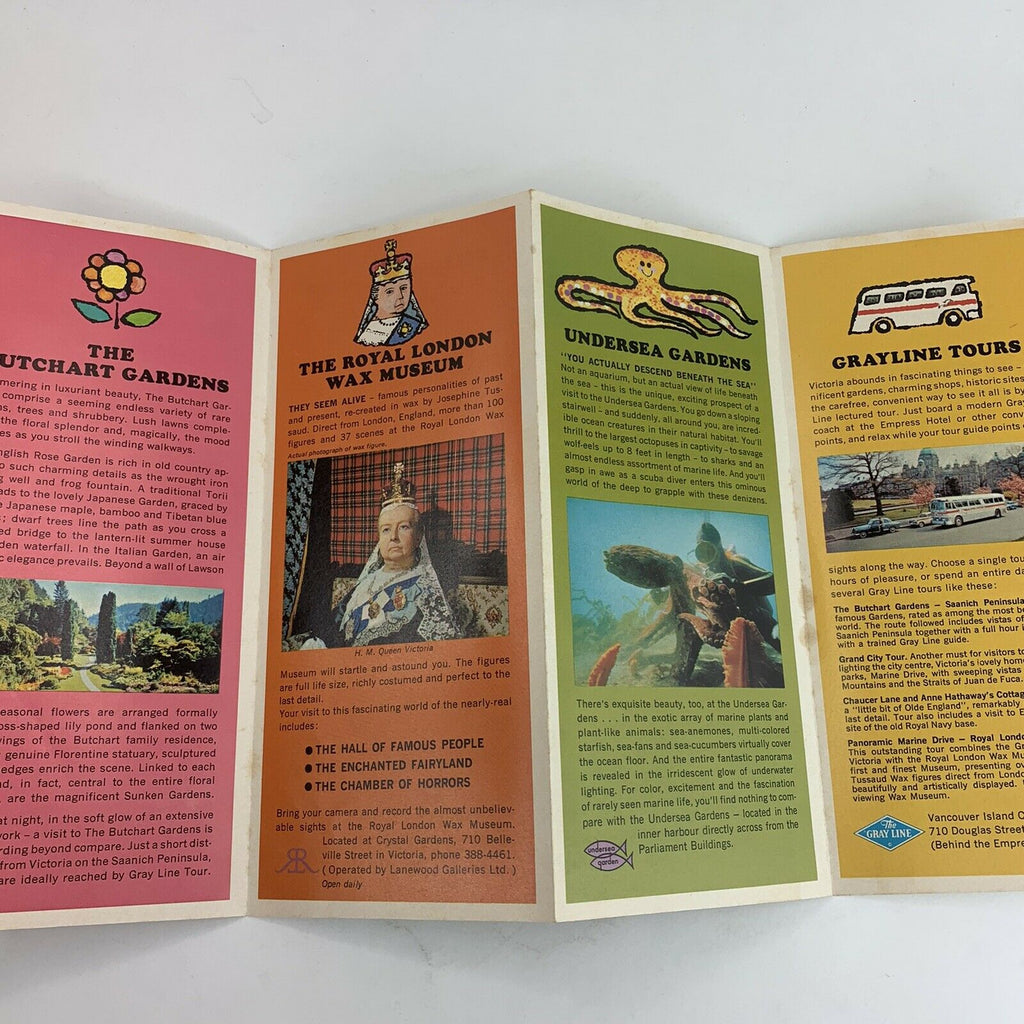 THE
UTCHART GARDENS
mering in luxuriant beauty, The Butchart Gar-
comprise a seeming endless variety of rare
s, trees and shrubbery. Lush lawns comple-
the floral splendor and, magically, the mood
es as you stroll the winding walkways.
nglish Rose Garden is rich in old country ap-
o such charming details as the wrought iron
g well and frog fountain. A traditional Torii
ads to the lovely Japanese Garden, graced by
e Japanese maple, bamboo and Tibetan blue
s; dwarf trees line the path as you cross a
ed bridge to the lantern-lit summer house
den waterfall. In the Italian Garden, an air
c elegance prevails. Beyond a wall of Lawson
easonal flowers are arranged formally
oss-shaped lily pond and flanked on two
wings of the Butchart family residence,
genuine Florentine statuary, sculptured
edges enrich the scene. Linked to each
nd, in fact, central to the entire floral
are the magnificent Sunken Gardens.
at night, in the soft glow of an extensive
work – a visit to The Butchart Gardens is
rding beyond compare. Just a short dist-
from Victoria on the Saanich Peninsula,
are ideally reached by Gray Line Tour.
THE ROYAL LONDON
WAX MUSEUM
THEY SEEM ALIVE – famous personalities of past
and present, re-created in wax by Josephine Tus-
saud. Direct from London, England, more than 100
figures and 37 scenes at the Royal London Wax
Actual photograph of wax figure.
H. M. Queen Victoria
Museum will startle and astound you. The figures
are full life size, richly costumed and perfect to the
last detail.
Your visit to this fascinating world of the nearly-real
includes:
● THE HALL OF FAMOUS PEOPLE
● THE ENCHANTED FAIRYLAND
● THE CHAMBER OF HORRORS
Bring your camera and record the almost unbeliev-
able sights at the Royal London Wax Museum.
Located at Crystal Gardens, 710 Belle-
ville Street in Victoria, phone 388-4461.
(Operated by Lanewood Galleries Ltd.)
Open daily
UNDERSEA GARDENS
"YOU ACTUALLY DESCEND BENEATH THE SEA"
Not an aquarium, but an actual view of life beneath
the sea – this is the unique, exciting prospect of a
visit to the Undersea Gardens. You go down a sloping
stairwell – and suddenly, all around you, are incred-
ible ocean creatures in their natural habitat. You'll
thrill to the largest octopuses in captivity – to savage
wolf-eels up to 8 feet in length – to sharks and an
almost endless assortment of marine life. And you'll
gasp in awe as a scuba diver enters this ominous
world of the deep to grapple with these denizens.
There's exquisite beauty, too, at the Undersea Gar-
dens . . . in the exotic array of marine plants and
plant-like animals: sea-anemones, multi-colored
starfish, sea-fans and sea-cucumbers virtually cover
the ocean floor. And the entire fantastic panorama
is revealed in the irridescent glow of underwater
lighting. For color, excitement and the fascination
of rarely seen marine life, you'll find nothing to com-
pare with the Undersea Gardens – located in the
inner harbour directly across from the
Parliament Buildings.
undersea
garden
GRAYLINE TOURS
Victoria abounds in fascinating things to see –
nificent gardens, charming shops, historic sites
the carefree, convenient way to see it all is by
Line lectured tour. Just board a modern Gray
coach at the Empress Hotel or other conv
points, and relax while your tour guide points
sights along the way. Choose a single tou
hours of pleasure, or spend an entire da
several Gray Line tours like these:
The Butchart Gardens – Saanich Peninsula
famous Gardens, rated as among the most be
world. The route followed includes vistas of
Saanich Peninsula together with a full hour i
with a trained Gray Line guide.
Grand City Tour. Another must for visitors to
lighting the city centre, Victoria's lovely home
parks, Marine Drive, with sweeping vistas
Mountains and the Straits of Juan de Fuca.
Chaucer Lane and Anne Hathaway's Cottag
a "little bit of Olde England", remarkably
last detail. Tour also includes a visit to E
site of the old Royal Navy base.
Panoramic Marine Drive – Royal Londo
This outstanding tour combines the Gra
Victoria with the Royal London Wax Mu
first and finest Museum, presenting ov
Tussaud Wax figures direct from Londo
beautifully and artistically displayed.
viewing Wax Museum.
The
GRAY LINE
Vancouver Island C
710 Douglas Street
(Behind the Empre